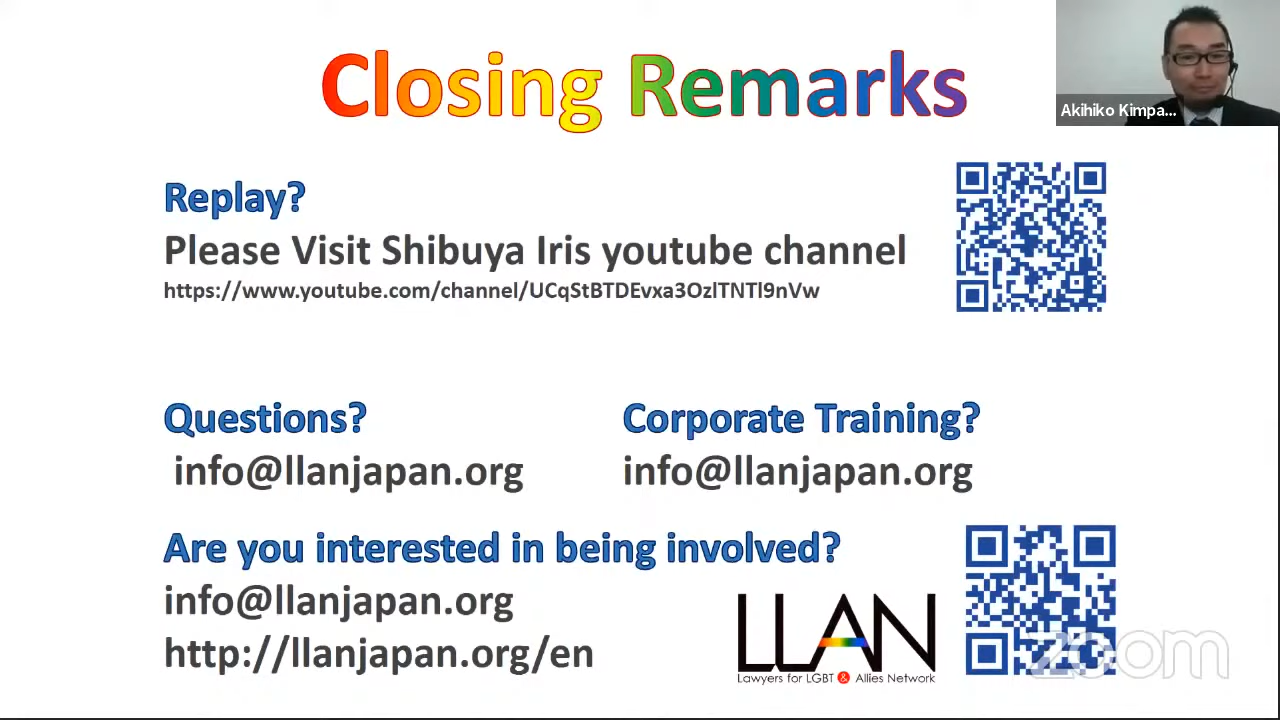 Closing Remarks
Akihiko Kimpa...
Replay?
Please Visit Shibuya Iris youtube channel
https://www.youtube.com/channel/UCqStBTDEvxa3OzlTNTl9nVw
Questions?
info@llanjapan.org
Corporate Training?
info@llanjapan.org
Are you interested in being involved?
info@llanjapan.org
http://llanjapan.org/en
LLAN
Lawyers for LGBT & Allies Network
zoom